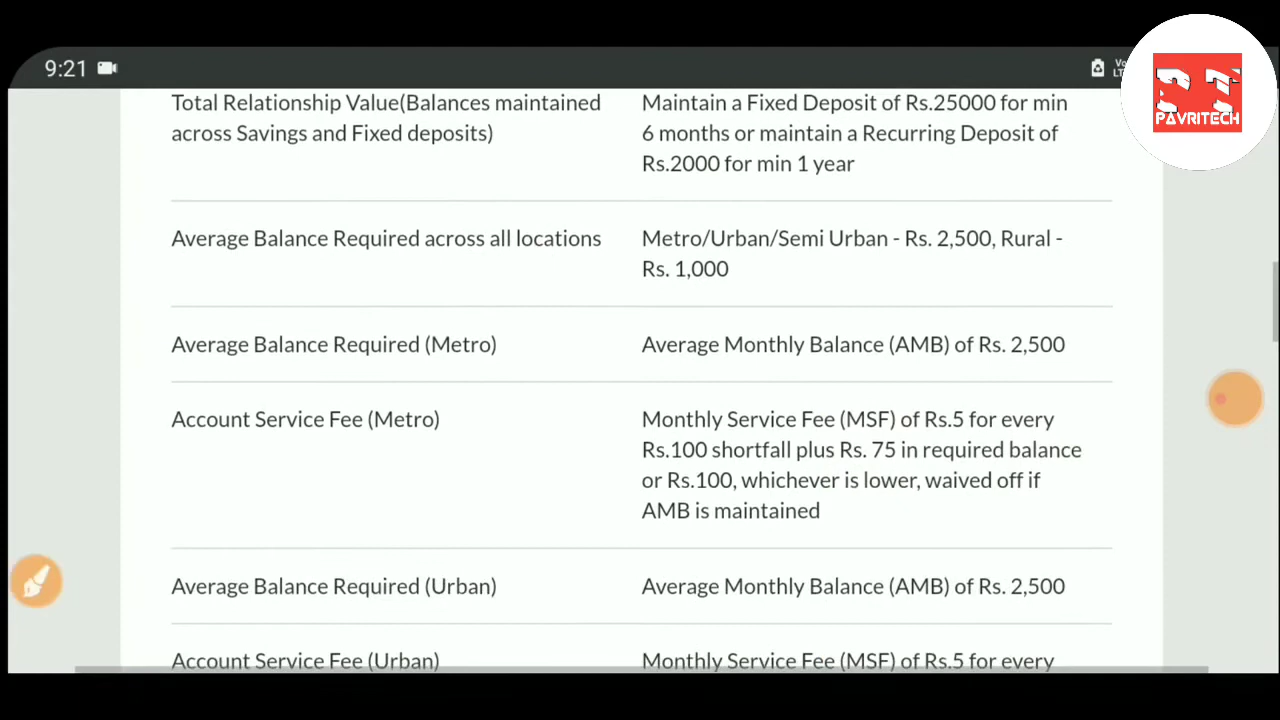 9:21
Vo
LT
PAVRITECH
Total Relationship Value(Balances maintained
across Savings and Fixed deposits)
Maintain a Fixed Deposit of Rs.25000 for min
6 months or maintain a Recurring Deposit of
Rs.2000 for min 1 year
Average Balance Required across all locations
Metro/Urban/Semi Urban - Rs. 2,500, Rural -
Rs. 1,000
Average Balance Required (Metro)
Average Monthly Balance (AMB) of Rs. 2,500
Account Service Fee (Metro)
Monthly Service Fee (MSF) of Rs.5 for every
Rs.100 shortfall plus Rs. 75 in required balance
or Rs.100, whichever is lower, waived off if
AMB is maintained
Average Balance Required (Urban)
Average Monthly Balance (AMB) of Rs. 2,500
Account Service Fee (Urban)
Monthly Service Fee (MSF) of Rs.5 for every